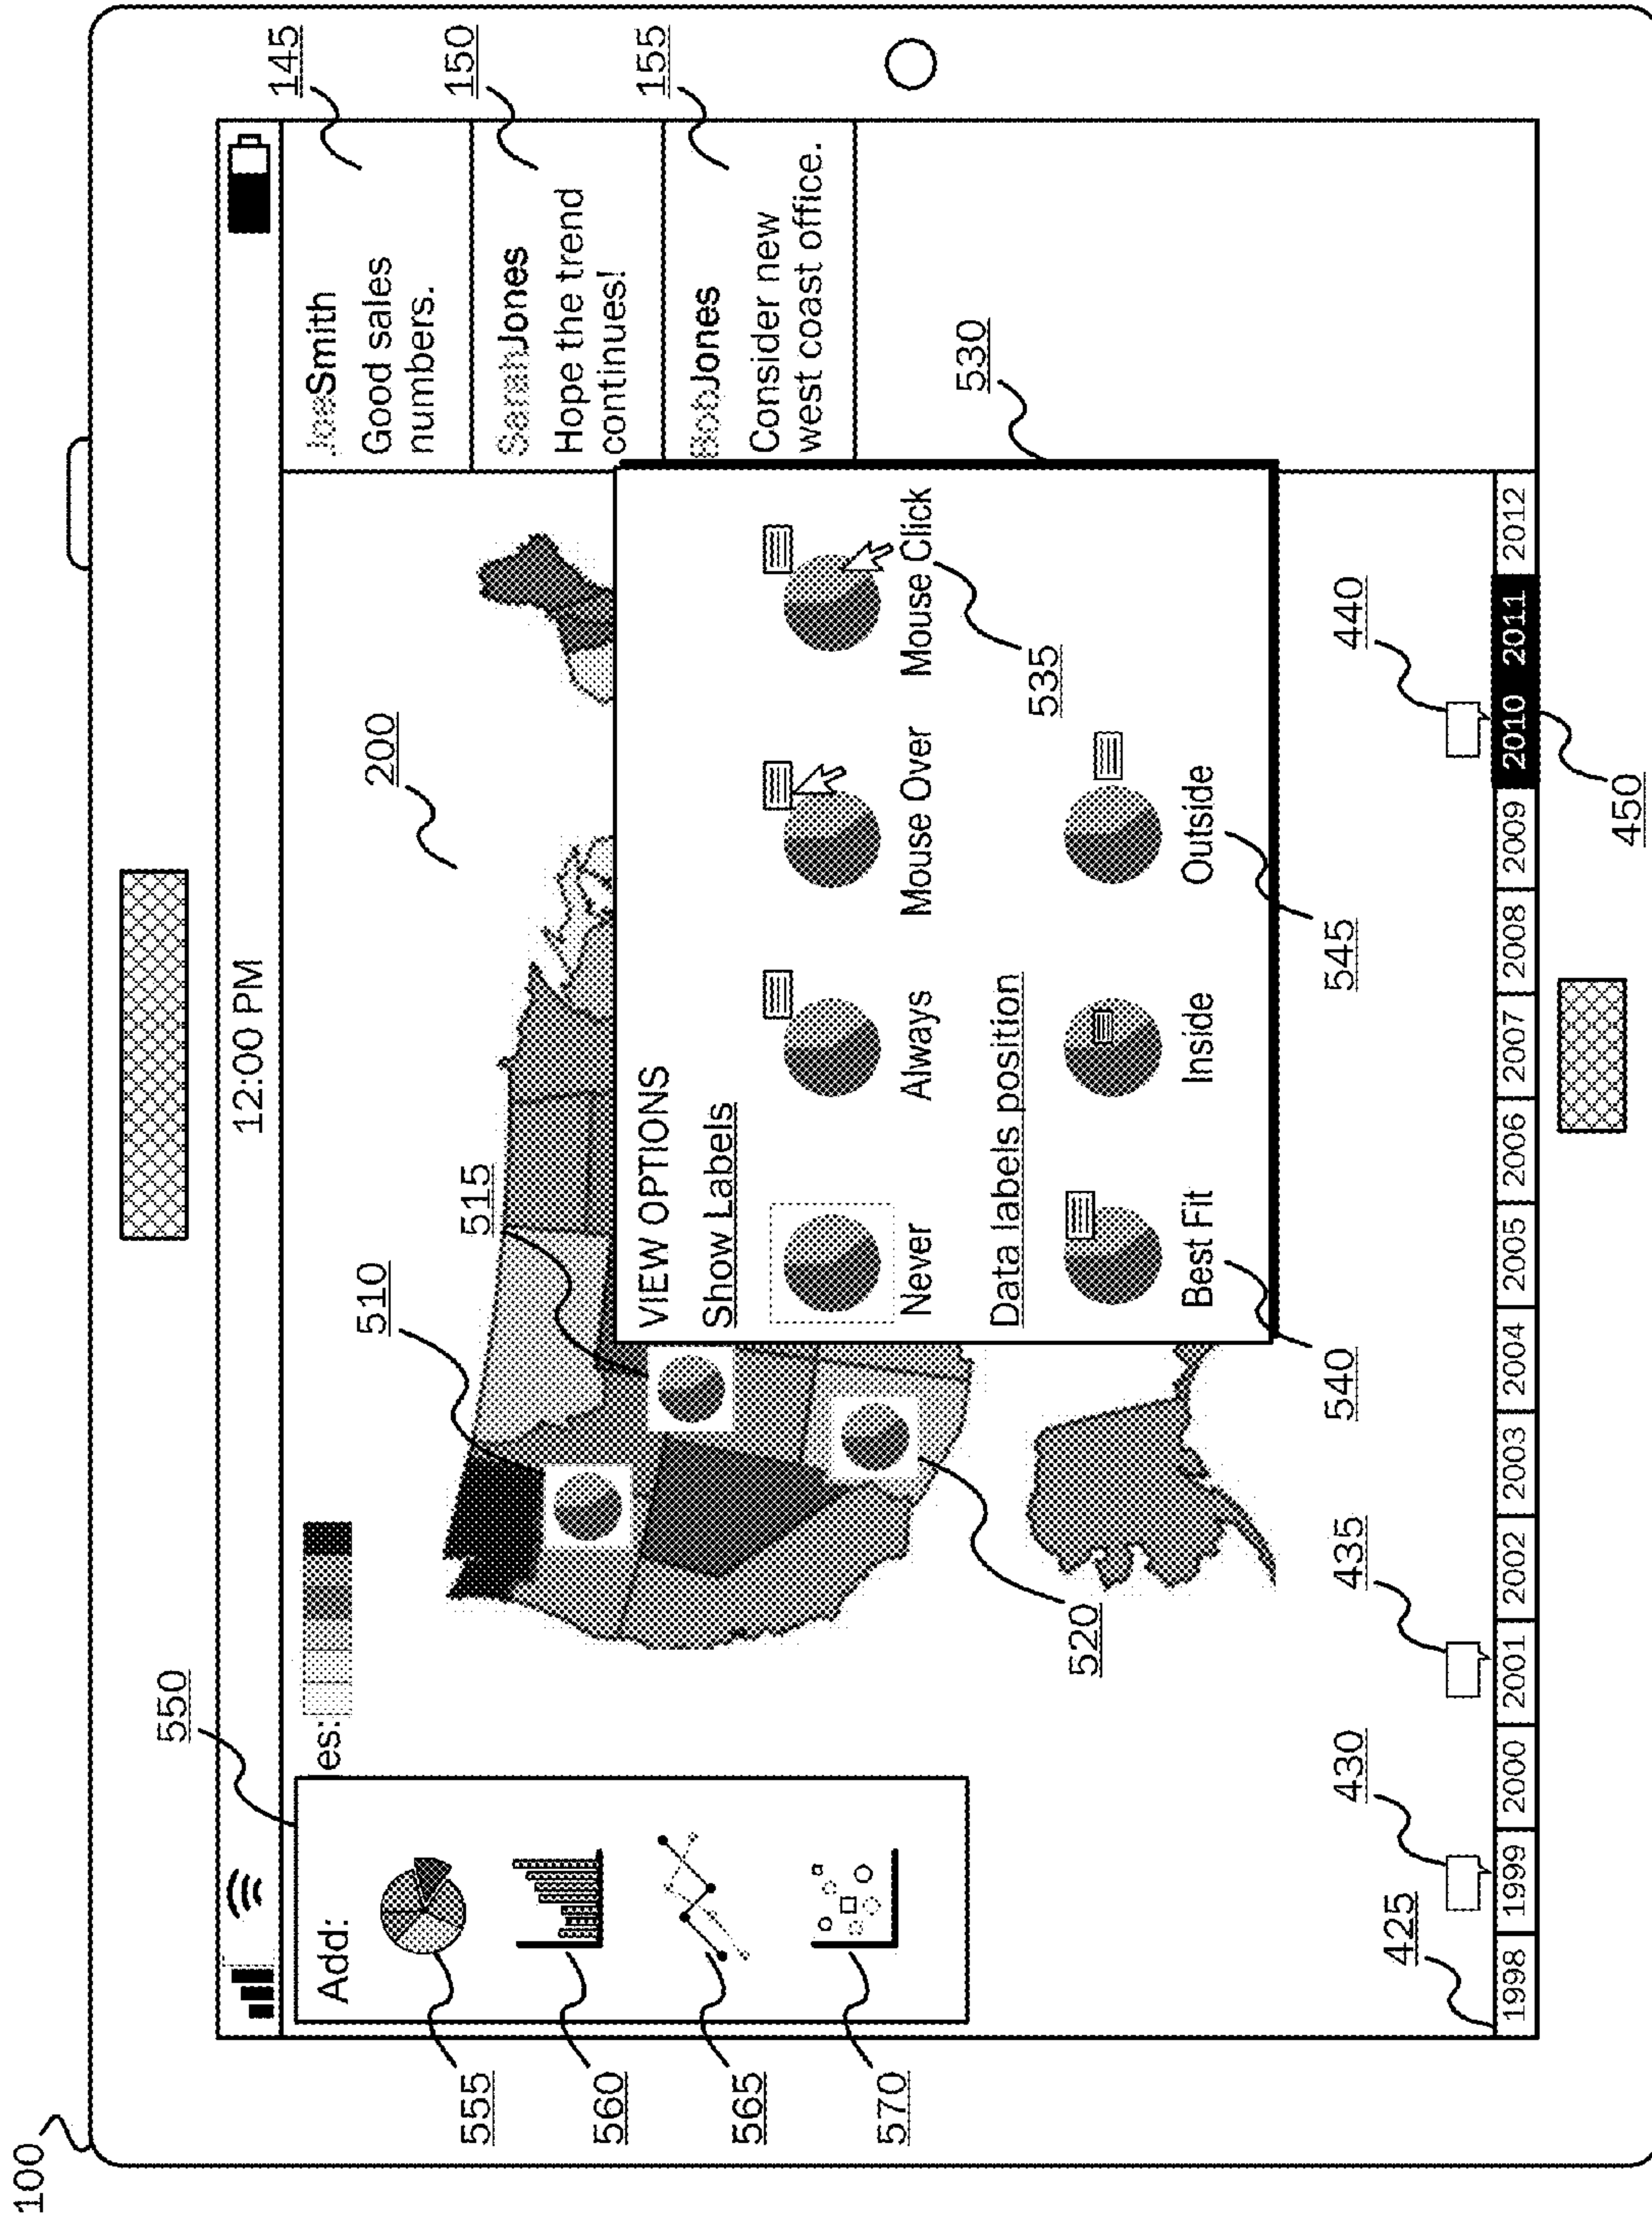 100
12:00 PM
550
Add:
es:
555
560
565
570
510
515
520
200
JoeSmith
Good sales
numbers.
145
SarahJones
Hope the trend
continues!
150
BobJones
Consider new
west coast office.
155
530
VIEW OPTIONS
Show Labels
Never
Always
Mouse Over
Mouse Click
535
Data labels position
Best Fit
Inside
Outside
540
545
425
430
435
440
1998 1999 2000 2001 2002 2003 2004 2005 2006 2007 2008 2009 2010 2011 2012
450